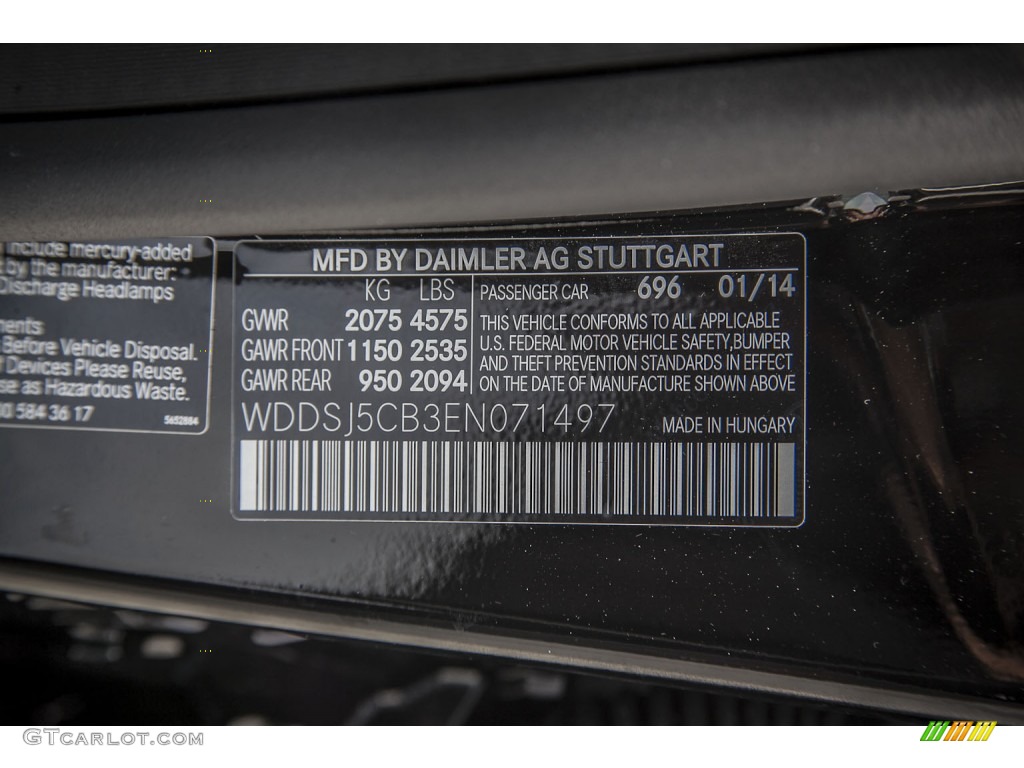 include mercury-added
by the manufacturer:
Discharge Headlamps
Before Vehicle Disposal.
Devices Please Reuse,
as Hazardous Waste.
584 36 17
5652884
MFD BY DAIMLER AG STUTTGART
KG LBS
GVWR 2075 4575
GAWR FRONT 1150 2535
GAWR REAR 950 2094
PASSENGER CAR 696 01/14
THIS VEHICLE CONFORMS TO ALL APPLICABLE
U.S. FEDERAL MOTOR VEHICLE SAFETY,BUMPER
AND THEFT PREVENTION STANDARDS IN EFFECT
ON THE DATE OF MANUFACTURE SHOWN ABOVE
WDDSJ5CB3EN071497
MADE IN HUNGARY
GTCarLot.com